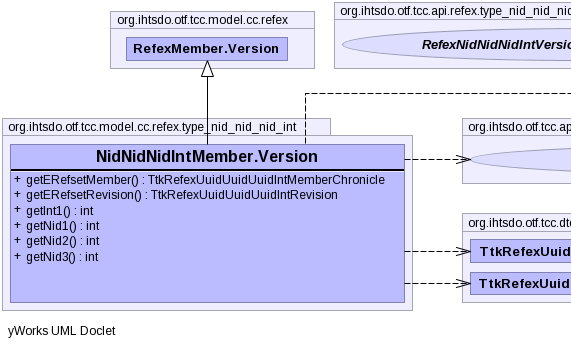 org.ihtsdo.otf.tcc.model.cc.refex
RefexMember.Version
org.ihtsdo.otf.tcc.api.refex.type_nid_nid_nid
RefexNidNidNidIntVersio
org.ihtsdo.otf.tcc.model.cc.refex.type_nid_nid_nid_int
NidNidNidIntMember.Version
+ getERefsetMember() : TtkRefexUuidUuidUuidIntMemberChronicle
+ getERefsetRevision() : TtkRefexUuidUuidUuidIntRevision
+ getInt1() : int
+ getNid1() : int
+ getNid2() : int
+ getNid3() : int
org.ihtsdo.otf.tcc.ap
org.ihtsdo.otf.tcc.dto
TtkRefexUuid
TtkRefexUuid
yWorks UML Doclet